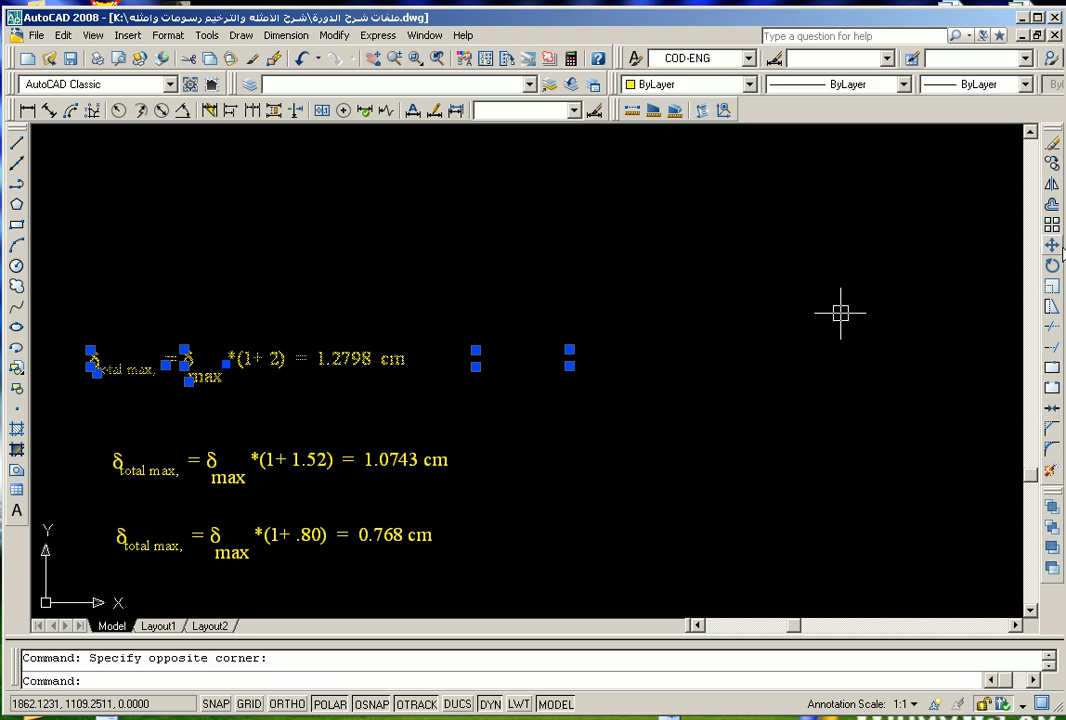 AutoCAD 2008 - [K:\ملفات شرح الدورة\شرح الامثله والترخيم رسومات وامثله.dwg]
File Edit View Insert Format Tools Draw Dimension Modify Express Window Help
Type a question for help
COD-ENG
AutoCAD Classic
ByLayer ByLayer ByLayer ByL
δtotal max, = δmax *(1+ 2) = 1.2798 cm
δtotal max, = δmax *(1+ 1.52) = 1.0743 cm
δtotal max, = δmax *(1+ .80) = 0.768 cm
Y
X
A
Model Layout1 Layout2
Command: Specify opposite corner:
Command:
1862.1231, 1109.2511, 0.0000 SNAP GRID ORTHO POLAR OSNAP OTRACK DUCS DYN LWT MODEL Annotation Scale: 1:1